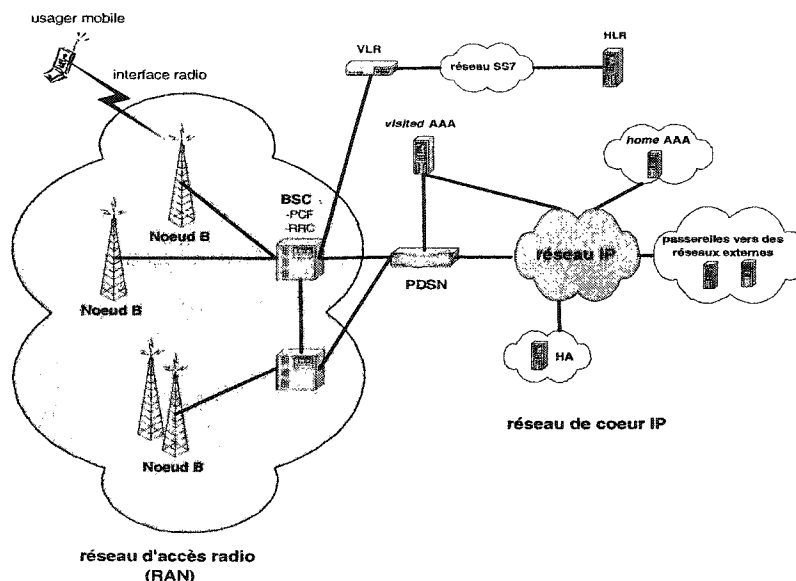 usager mobile
interface radio
VLR
réseau SS7
HLR
visited AAA
home AAA
BSC
-PCF
-RRC
Noeud B
Noeud B
PDSN
réseau IP
passerelles vers des
réseaux externes
HA
Noeud B
réseau de coeur IP
réseau d'accès radio
(RAN)